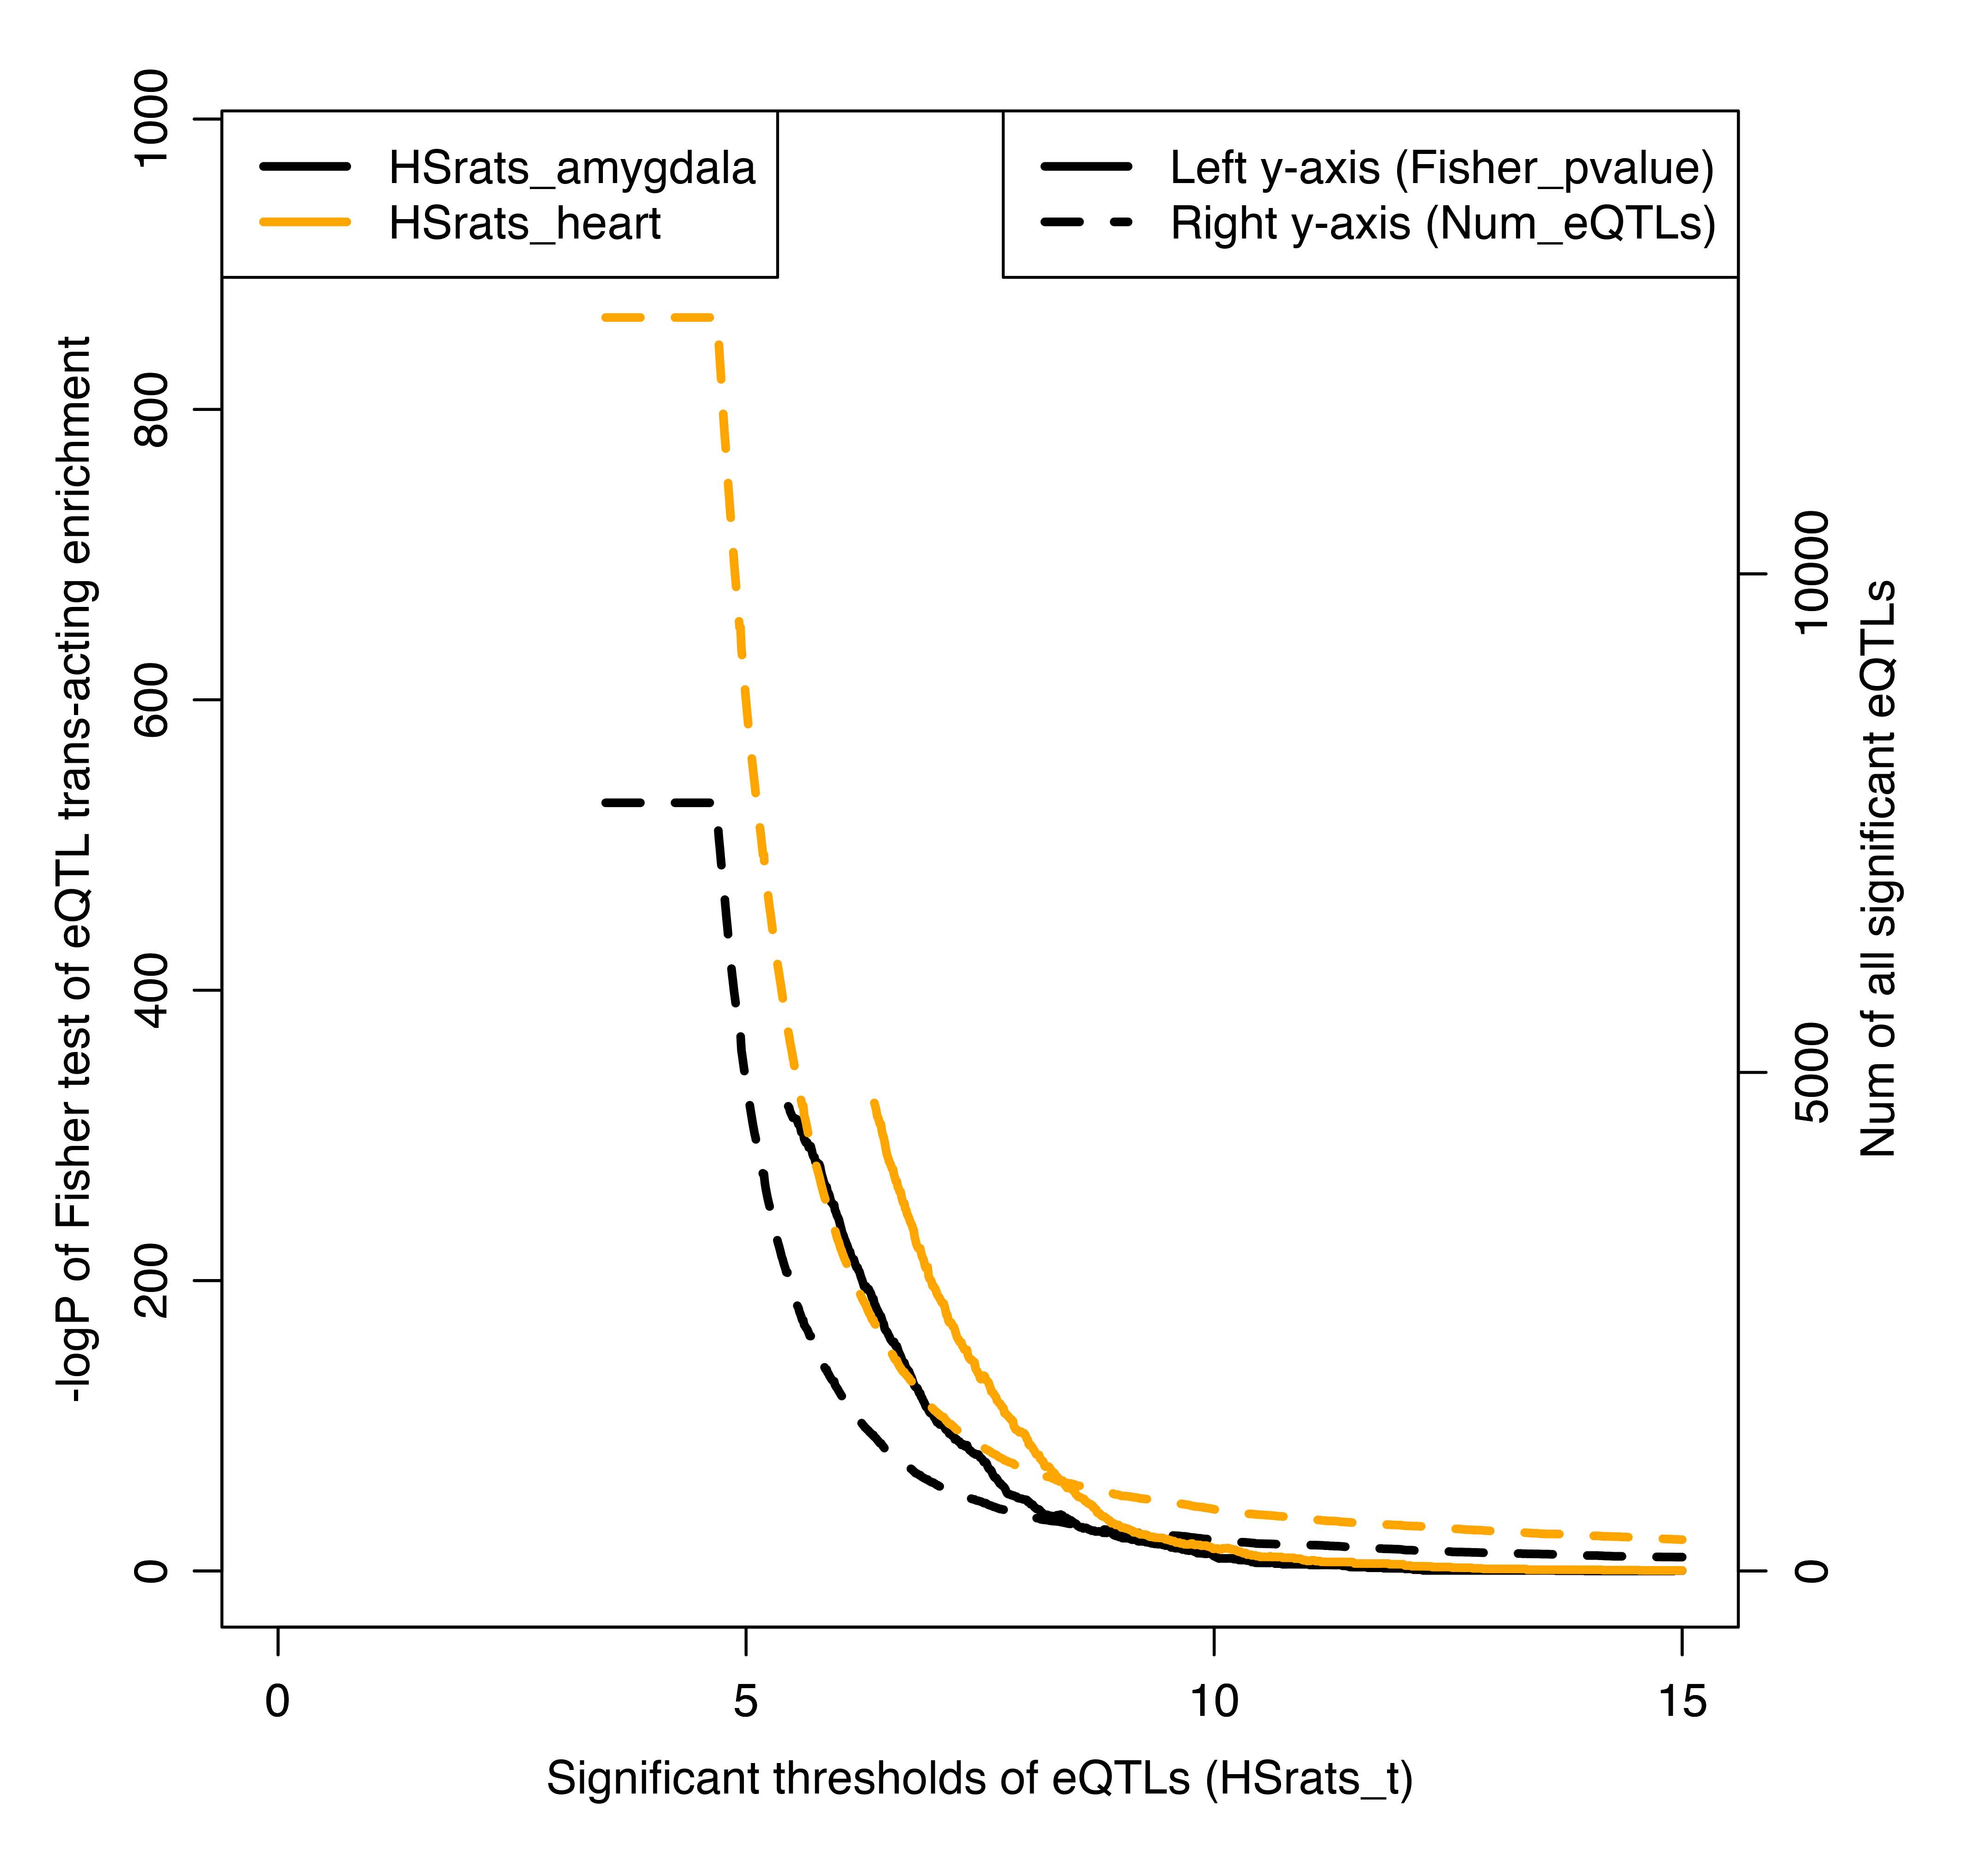 HSrats_amygdala
HSrats_heart
Left y-axis (Fisher_pvalue)
Right y-axis (Num_eQTLs)
-logP of Fisher test of eQTL trans-acting enrichment
1000
800
600
400
200
0
10000
5000
0
Num of all significant eQTLs
0 5 10 15
Significant thresholds of eQTLs (HSrats_t)